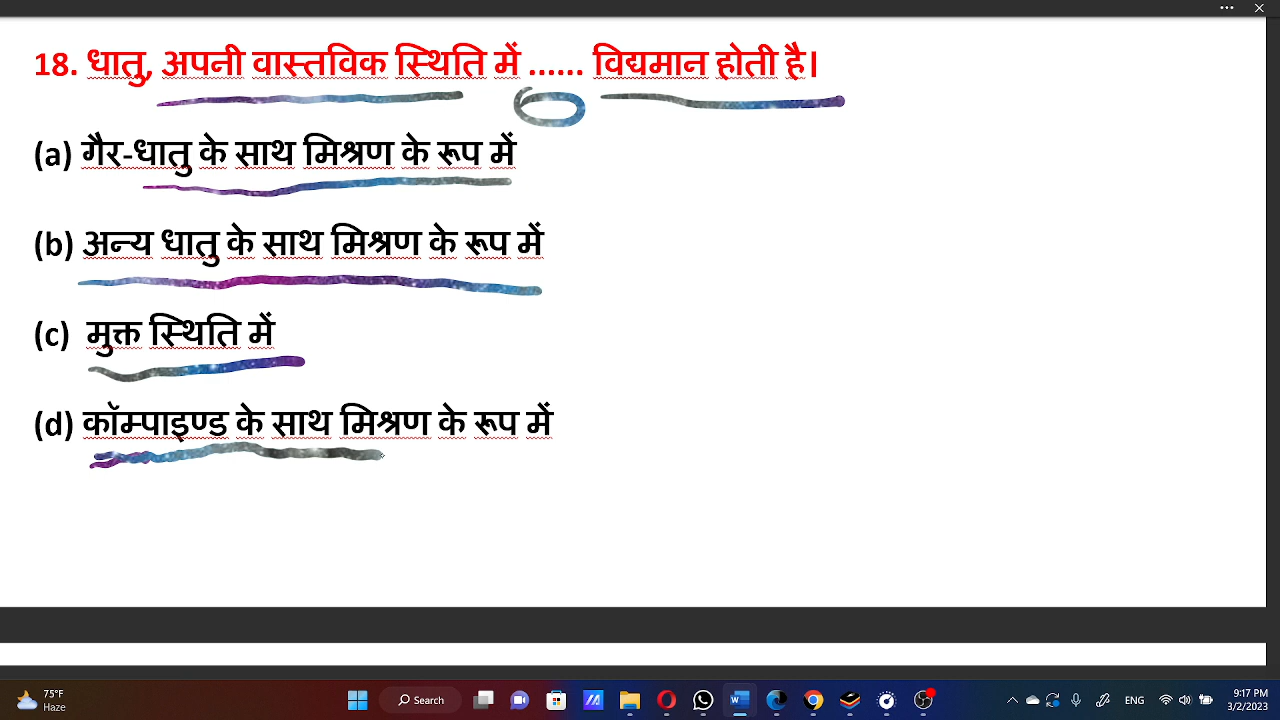 18. धातु, अपनी वास्तविक स्थिति में ...... विद्यमान होती है।
(a) गैर-धातु के साथ मिश्रण के रूप में
(b) अन्य धातु के साथ मिश्रण के रूप में
(c) मुक्त स्थिति में
(d) कॉम्पाइण्ड के साथ मिश्रण के रूप में
75°F
Haze
Search
ENG
9:17 PM
3/2/2023